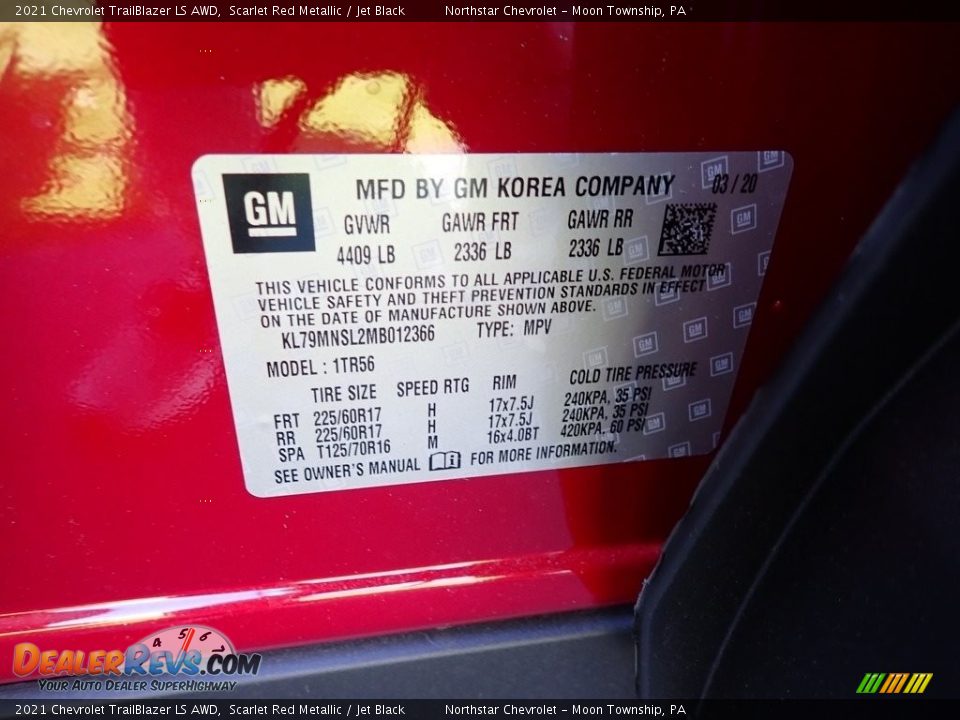 2021 Chevrolet TrailBlazer LS AWD,  Scarlet Red Metallic / Jet Black  Northstar Chevrolet - Moon Township, PA
GM MFD BY GM KOREA COMPANY 03/20
GVWR GAWR FRT GAWR RR
4409 LB 2336 LB 2336 LB
THIS VEHICLE CONFORMS TO ALL APPLICABLE U.S. FEDERAL MOTOR
VEHICLE SAFETY AND THEFT PREVENTION STANDARDS IN EFFECT
ON THE DATE OF MANUFACTURE SHOWN ABOVE.
KL79MNSL2MB012366 TYPE: MPV
MODEL : 1TR56
TIRE SIZE SPEED RTG RIM COLD TIRE PRESSURE
FRT 225/60R17 H 17x7.5J 240KPA, 35 PSI
RR 225/60R17 H 17x7.5J 240KPA, 35 PSI
SPA T125/70R16 M 16x4.0BT 420KPA, 60 PSI
SEE OWNER'S MANUAL FOR MORE INFORMATION.
4 5 6 7
DEALERREVS.COM
YOUR AUTO DEALER SUPERHIGHWAY
2021 Chevrolet TrailBlazer LS AWD,  Scarlet Red Metallic / Jet Black  Northstar Chevrolet - Moon Township, PA